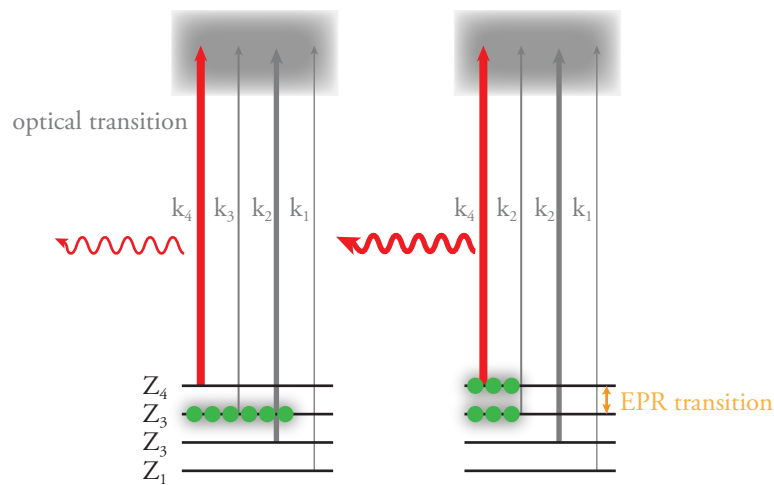 optical transition
k4 k3 k2 k1
k4 k2 k2 k1
Z4
Z3
Z3
Z1
EPR transition